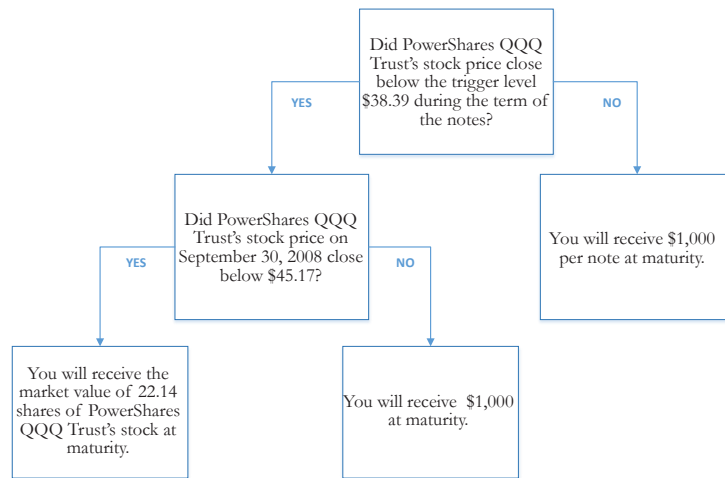 Did PowerShares QQQ
Trust's stock price close
below the trigger level
$38.39 during the term of
the notes?
YES
NO
Did PowerShares QQQ
Trust's stock price on
September 30, 2008 close
below $45.17?
You will receive $1,000
per note at maturity.
YES
NO
You will receive the
market value of 22.14
shares of PowerShares
QQQ Trust's stock at
maturity.
You will receive $1,000
at maturity.